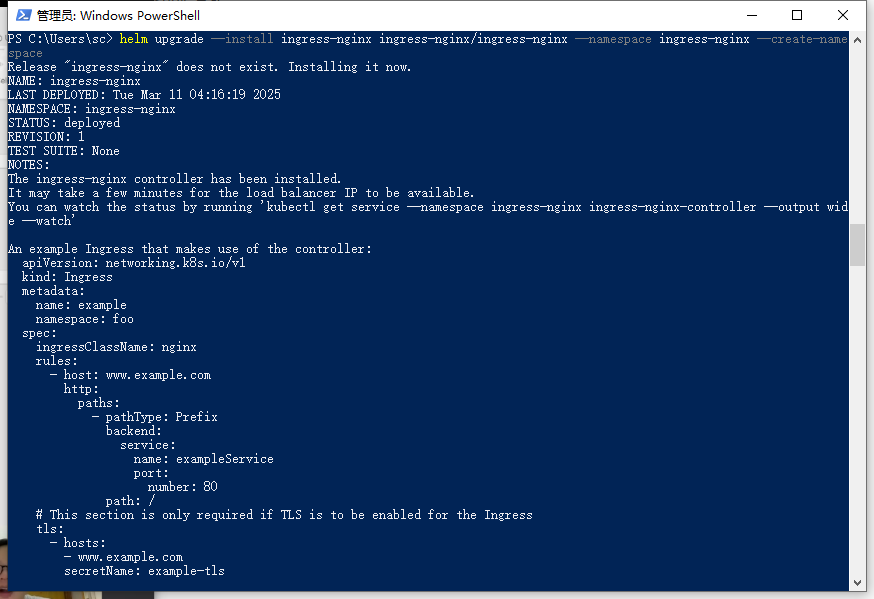 管理员: Windows PowerShell
PS C:\Users\sc> helm upgrade --install ingress-nginx ingress-nginx/ingress-nginx --namespace ingress-nginx --create-name
space
Release "ingress-nginx" does not exist. Installing it now.
NAME: ingress-nginx
LAST DEPLOYED: Tue Mar 11 04:16:19 2025
NAMESPACE: ingress-nginx
STATUS: deployed
REVISION: 1
TEST SUITE: None
NOTES:
The ingress-nginx controller has been installed.
It may take a few minutes for the load balancer IP to be available.
You can watch the status by running 'kubectl get service --namespace ingress-nginx ingress-nginx-controller --output wid
e --watch'
An example Ingress that makes use of the controller:
  apiVersion: networking.k8s.io/v1
  kind: Ingress
  metadata:
    name: example
    namespace: foo
  spec:
    ingressClassName: nginx
    rules:
      - host: www.example.com
        http:
          paths:
            - pathType: Prefix
              backend:
                service:
                  name: exampleService
                  port:
                    number: 80
              path: /
    # This section is only required if TLS is to be enabled for the Ingress
    tls:
      - hosts:
        - www.example.com
        secretName: example-tls